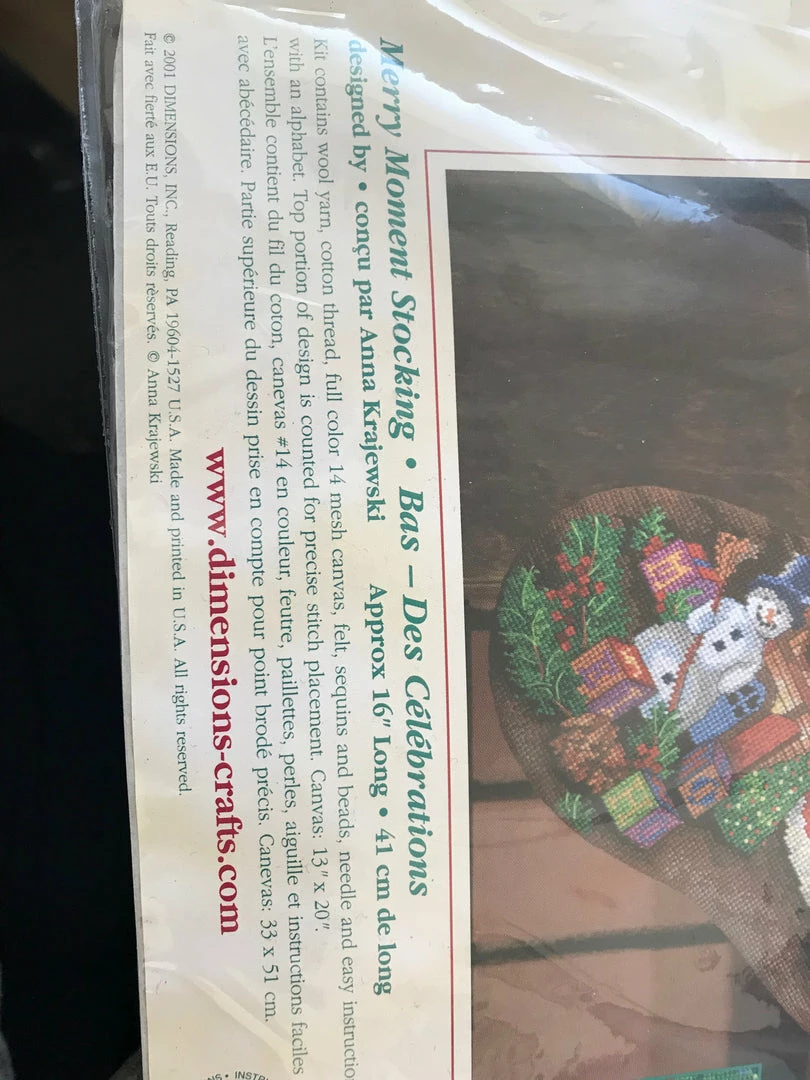 Merry Moment Stocking • Bas – Des Célébrations
designed by • conçu par Anna Krajewski Approx 16" Long • 41 cm de long
Kit contains wool yarn, cotton thread, full color 14 mesh canvas, felt, sequins and beads, needle and easy instructio
with an alphabet. Top portion of design is counted for precise stitch placement. Canvas: 13" x 20".
L'ensemble contient du fil du coton, canevas #14 en couleur, feutre, paillettes, perles, aiguille et instructions faciles
avec abécédaire. Partie supérieure du dessin prise en compte pour point brodé précis. Canevas: 33 x 51 cm.
www.dimensions-crafts.com
© 2001 DIMENSIONS, INC., Reading, PA 19604-1527 U.S.A. Made and printed in U.S.A. All rights reserved.
Fait avec fierté aux E.U. Touts droits rèservés. © Anna Krajewski
NS • INSTR